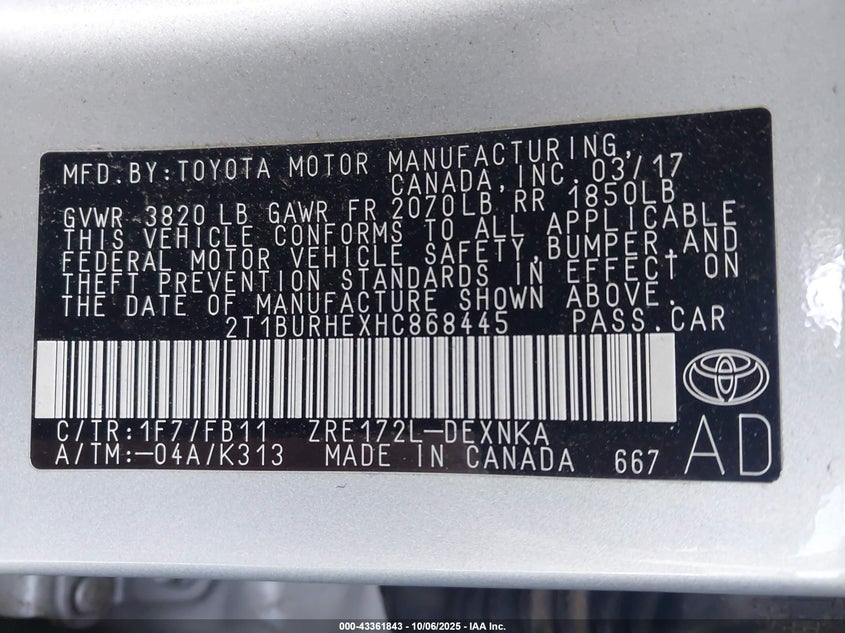 MFD.BY:TOYOTA MOTOR MANUFACTURING,
CANADA,INC. 03/17
GVWR 3820 LB GAWR FR 2070LB, RR 1850LB
THIS VEHICLE CONFORMS TO ALL APPLICABLE
FEDERAL MOTOR VEHICLE SAFETY,BUMPER,AND
THEFT PREVENTION STANDARDS IN EFFECT ON
THE DATE OF MANUFACTURE SHOWN ABOVE.
2T1BURHEXHC868445 PASS.CAR
C/TR:1F7/FB11 ZRE172L-DEXNKA
A/TM:-04A/K313 MADE IN CANADA 667
AD
000-43361843 | 10/06/2025 - IAA Inc.